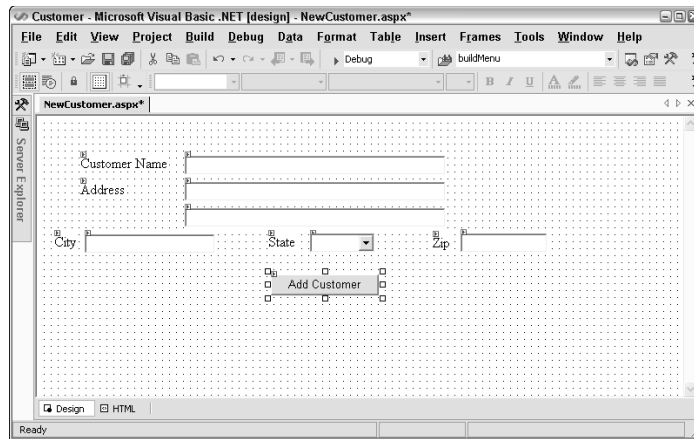 Customer - Microsoft Visual Basic .NET [design] - NewCustomer.aspx*
File Edit View Project Build Debug Data Format Table Insert Frames Tools Window Help
Debug buildMenu
B I U A
NewCustomer.aspx*
Server Explorer
Customer Name
Address
City State Zip
Add Customer
Design HTML
Ready